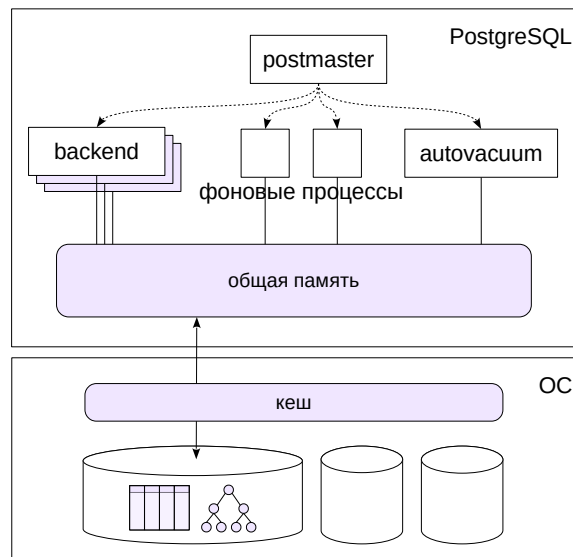 PostgreSQL
postmaster
backend
autovacuum
фоновые процессы
общая память
ОС
кеш